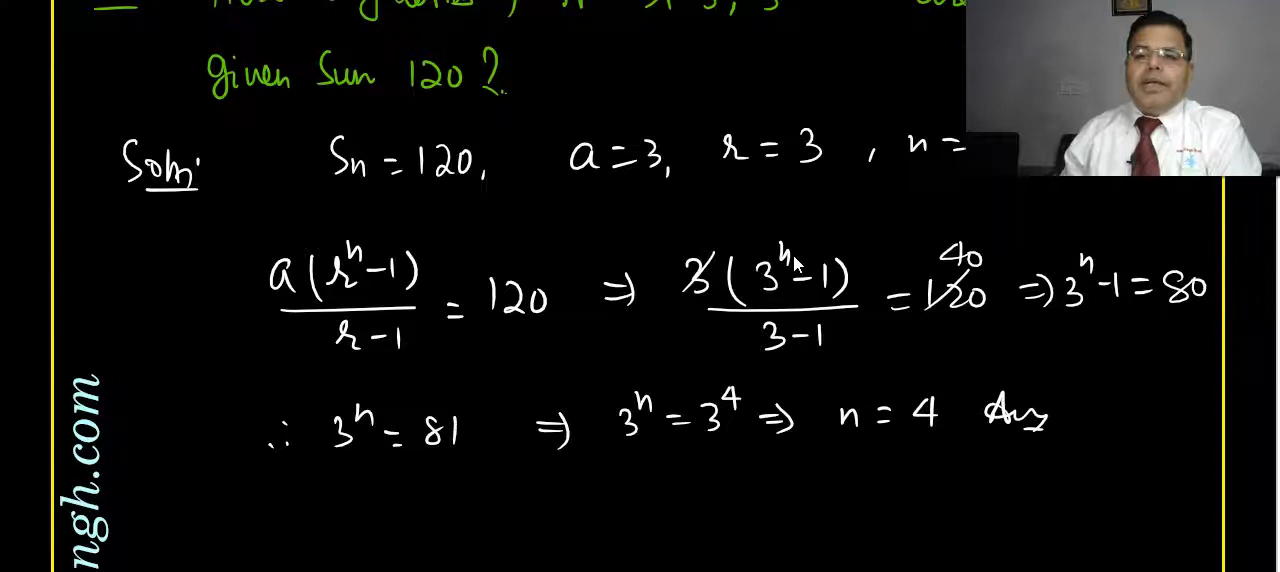 given Sum 120?
Soln: Sn = 120, a = 3, r = 3, n =
a(r^n-1)/(r-1) = 120 ⇒ 3(3^n-1)/(3-1) = 120 40 ⇒ 3^n-1 = 80
∴ 3^n = 81 ⇒ 3^n = 3^4 ⇒ n = 4 Ans
ngh.com